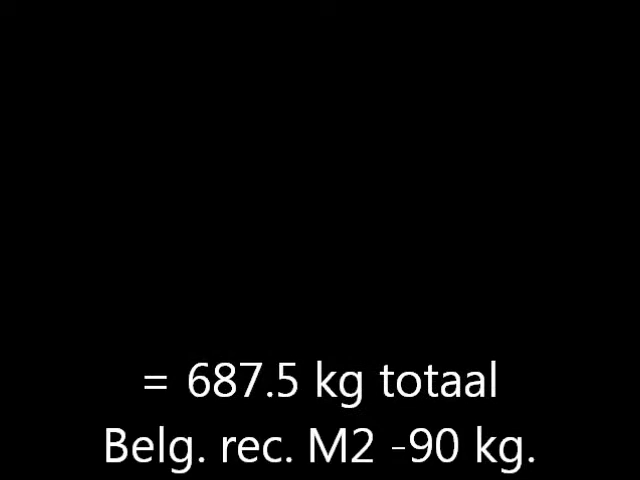 = 687.5 kg totaal
Belg. rec. M2 -90 kg.